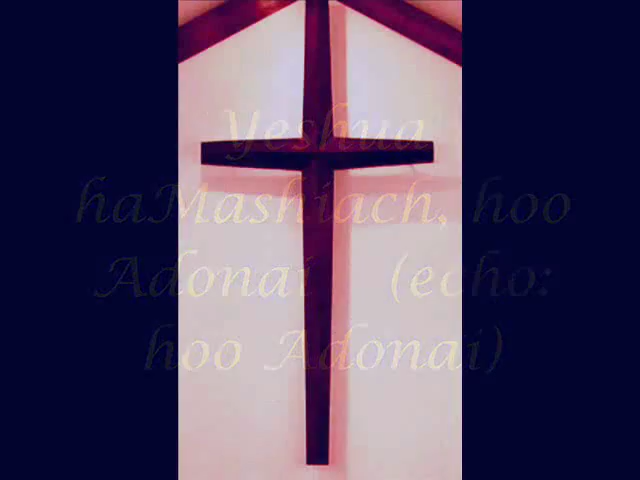 Yeshua
haMashiach, hoo
Adonai (echo:
hoo Adonai)